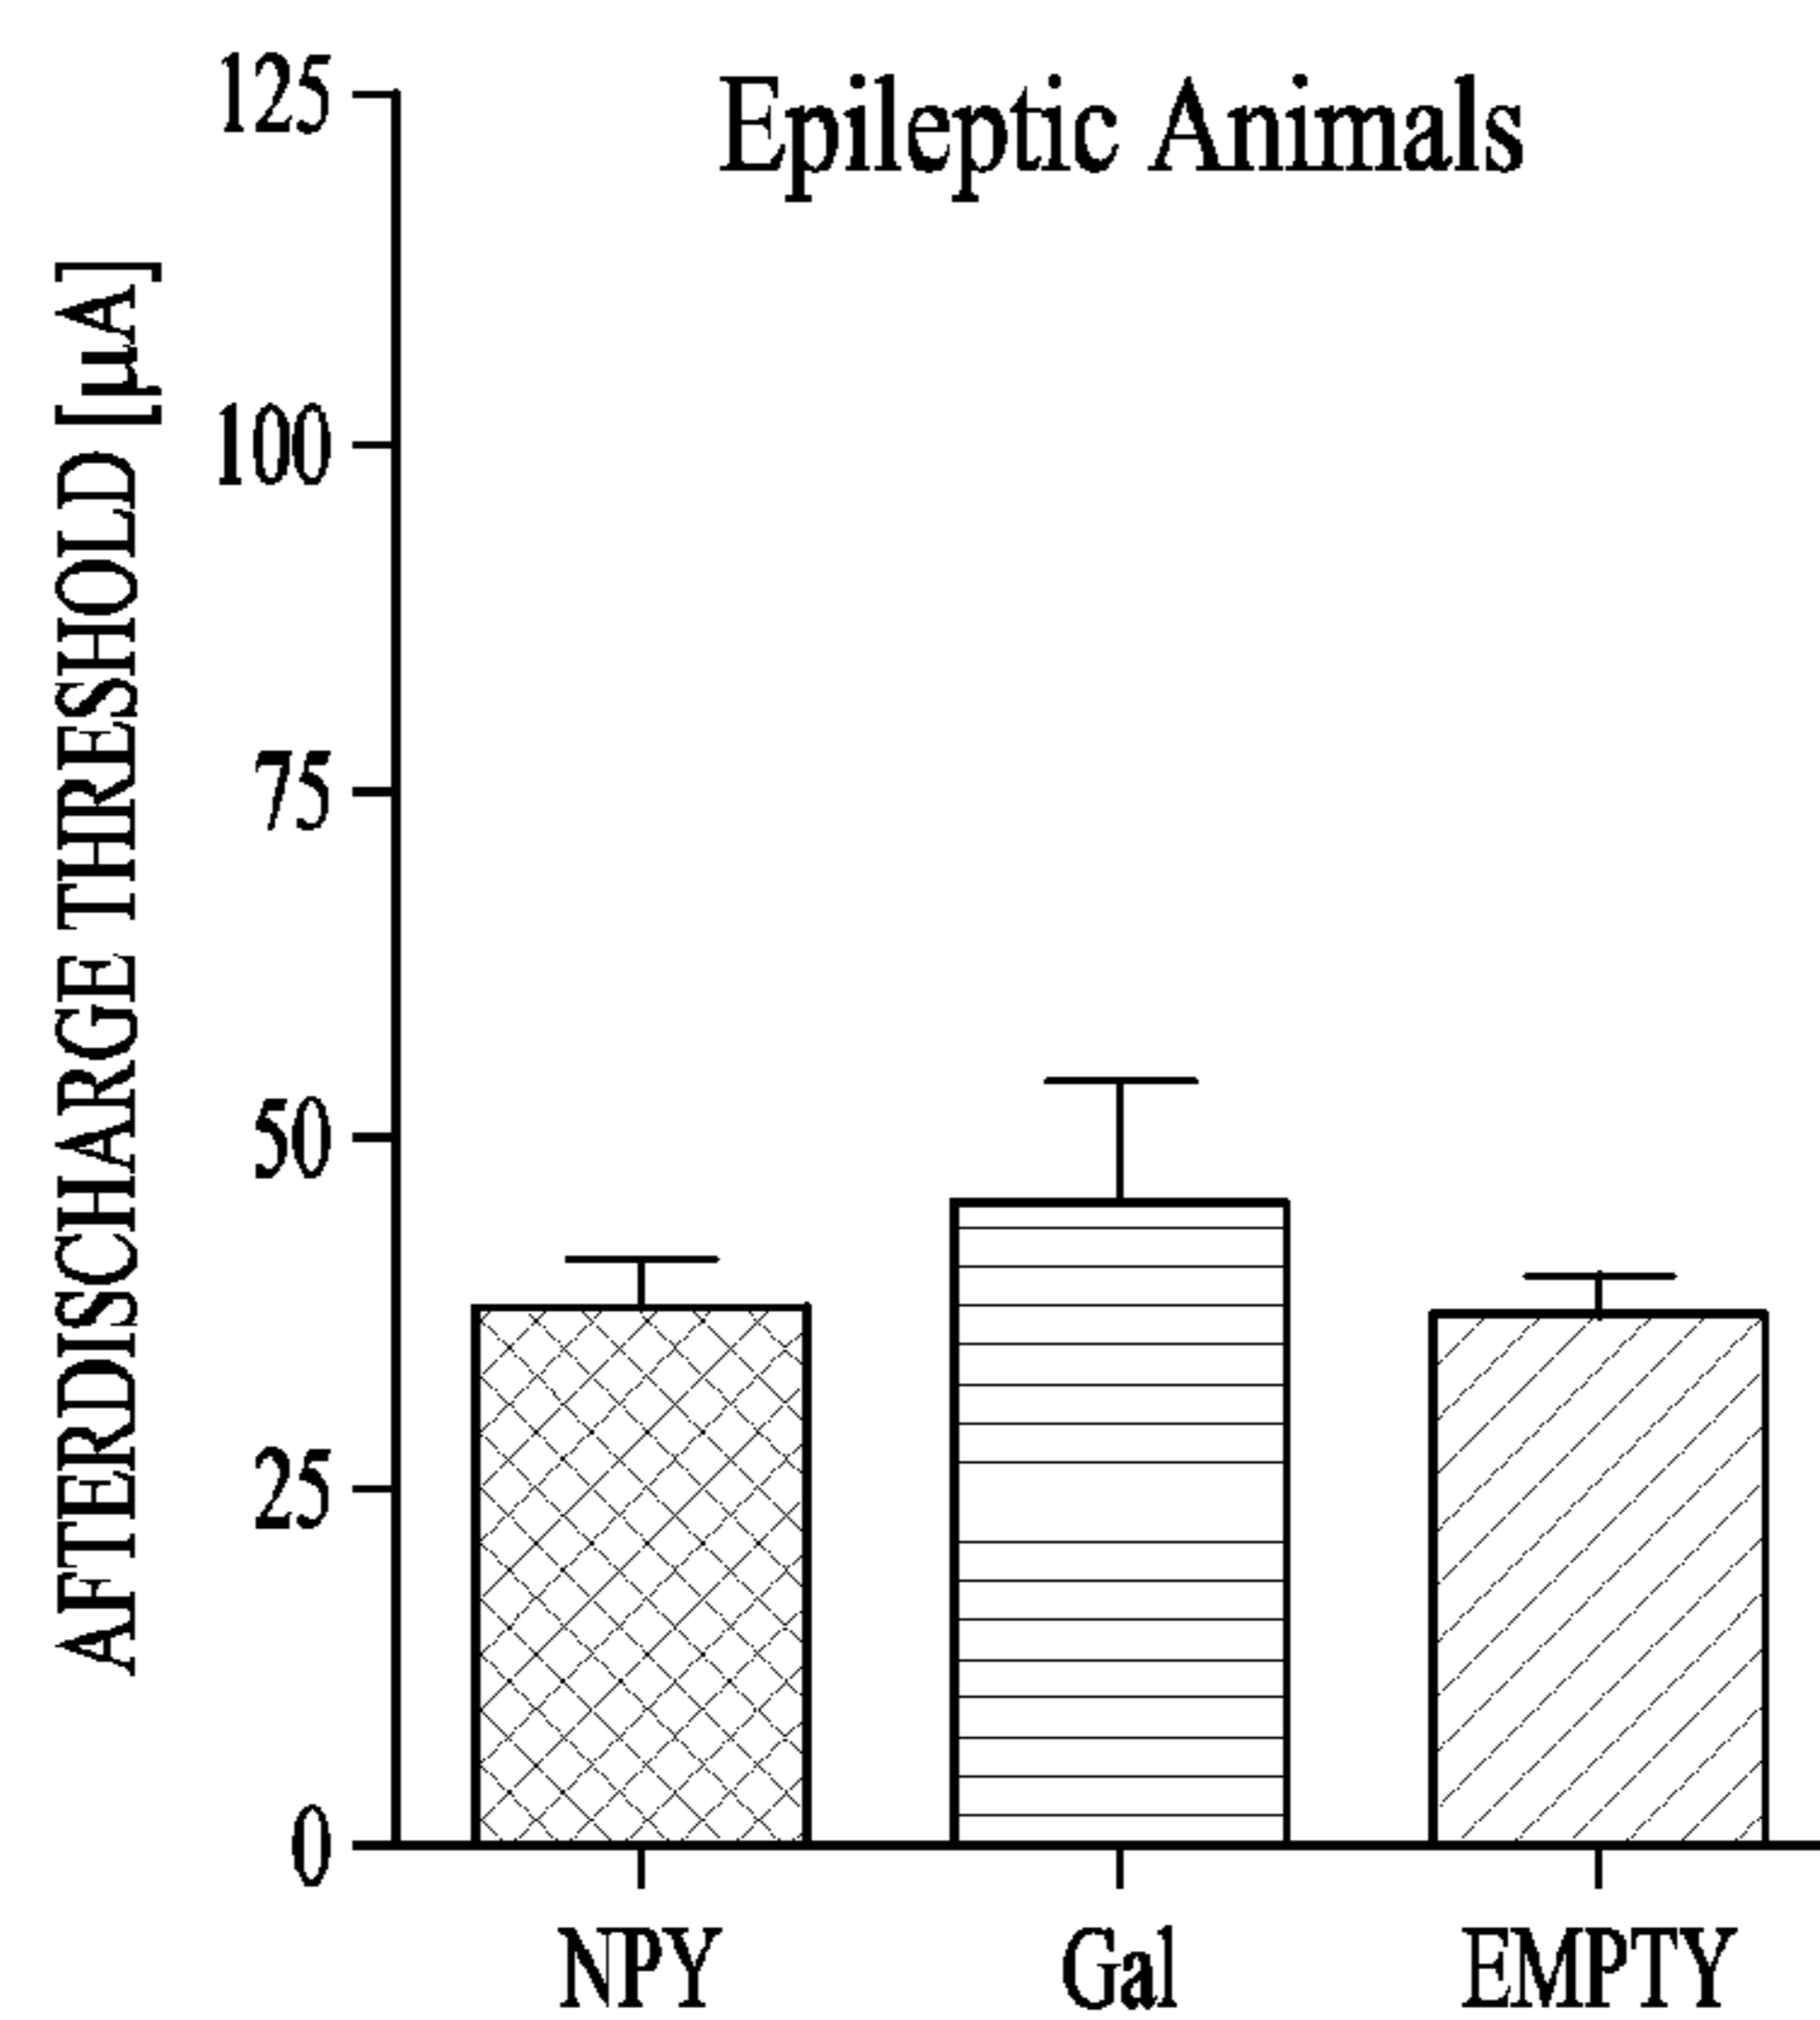 Epileptic Animals
AFTERDISCHARGE THRESHOLD [µA]
125
100
75
50
25
0
NPY
Gal
EMPTY